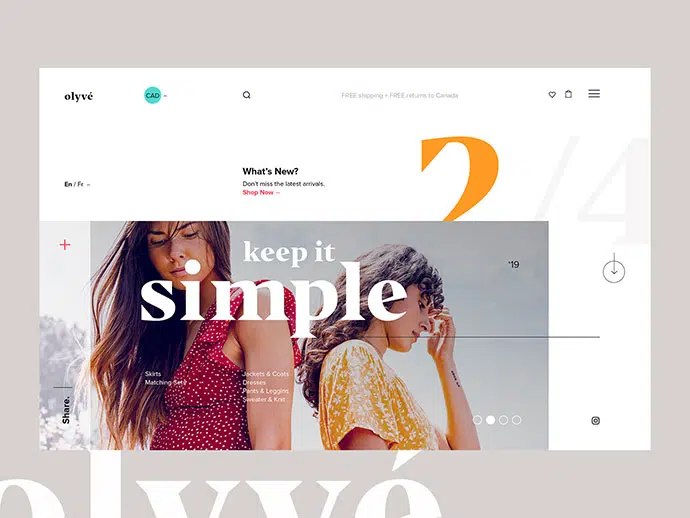 olyvé
CAD –
FREE shipping + FREE returns to Canada
2/4
What's New?
Don't miss the latest arrivals.
Shop Now –
En / Fr –
keep it
simple
'19
Skirts
Matching Sets
Jackets & Coats
Dresses
Pants & Leggins
Sweater & Knit
Share.
olyvé